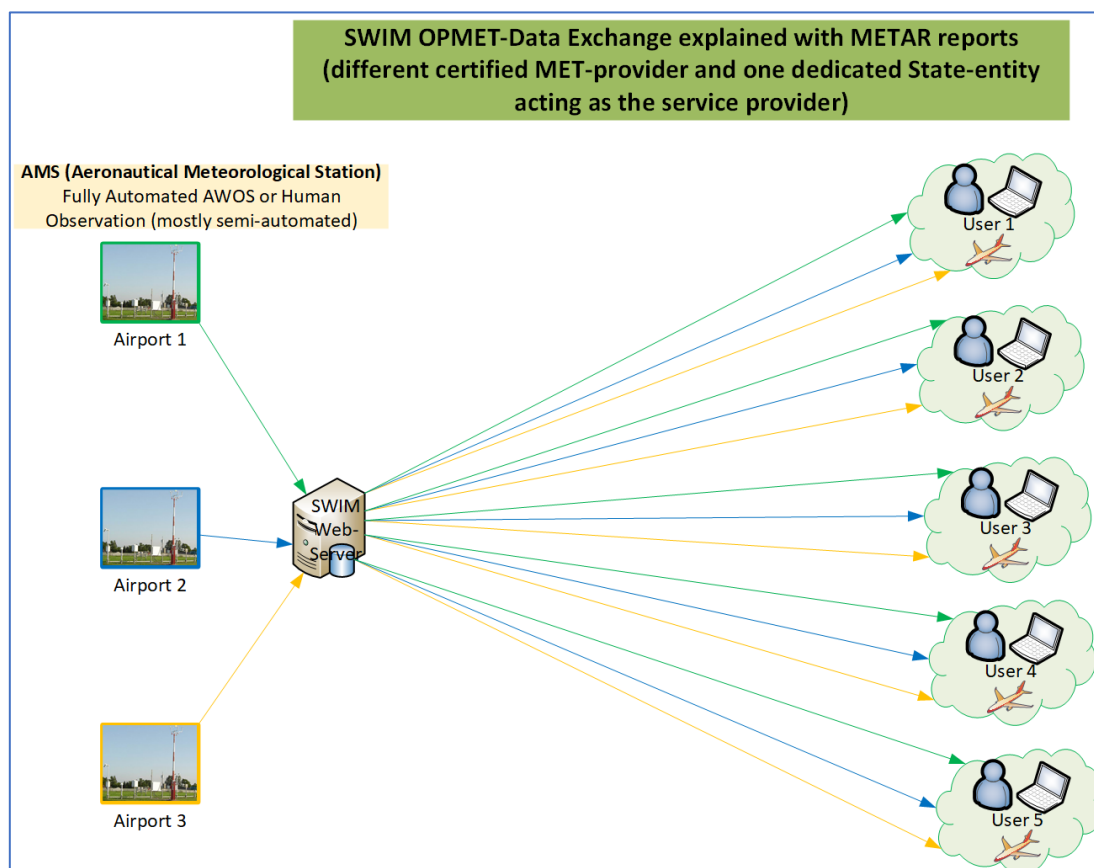 SWIM OPMET-Data Exchange explained with METAR reports
(different certified MET-provider and one dedicated State-entity
acting as the service provider)
AMS (Aeronautical Meteorological Station)
Fully Automated AWOS or Human
Observation (mostly semi-automated)
Airport 1
Airport 2
Airport 3
SWIM
Web-
Server
User 1
User 2
User 3
User 4
User 5